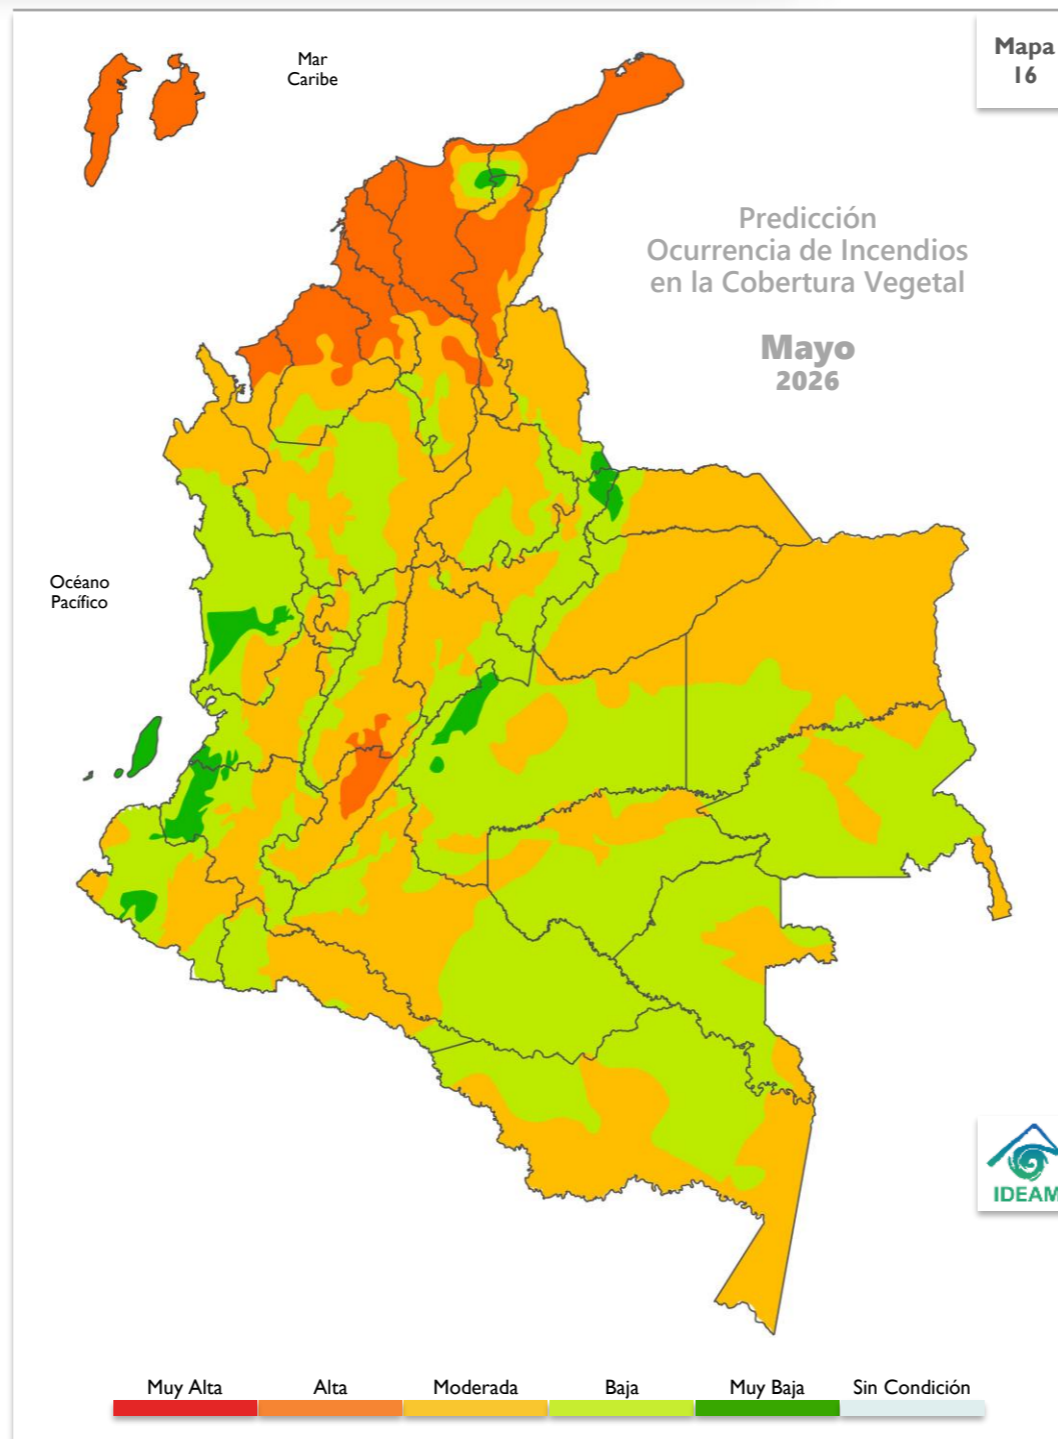 Mapa
16
Mar
Caribe
Predicción
Ocurrencia de Incendios
en la Cobertura Vegetal
Mayo
2026
Océano
Pacífico
IDEAM
Muy Alta
Alta
Moderada
Baja
Muy Baja
Sin Condición